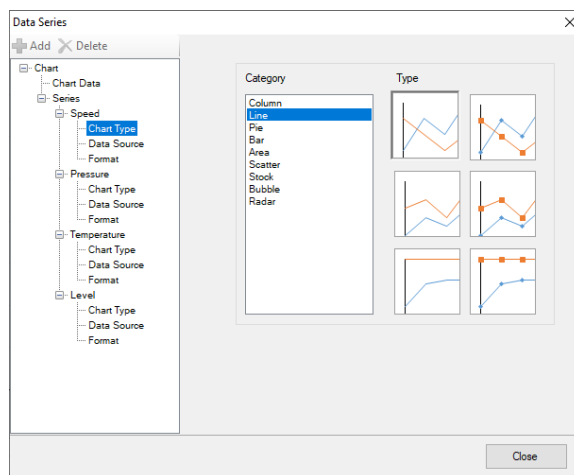 Data Series
Add Delete
Chart
Chart Data
Series
Speed
Chart Type
Data Source
Format
Pressure
Chart Type
Data Source
Format
Temperature
Chart Type
Data Source
Format
Level
Chart Type
Data Source
Format
Category
Column
Line
Pie
Bar
Area
Scatter
Stock
Bubble
Radar
Type
Close